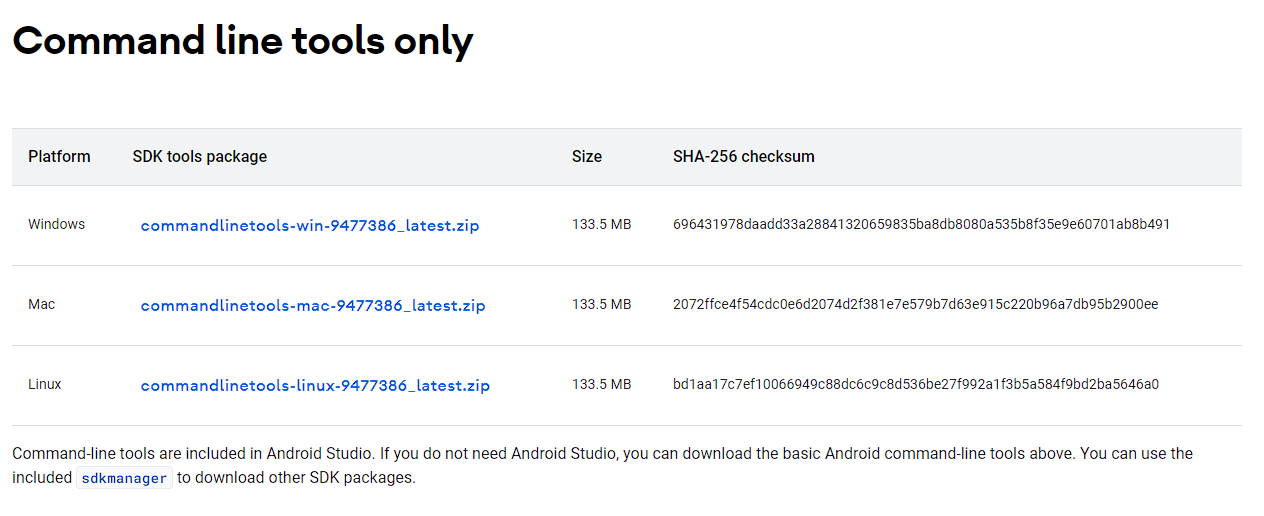 Command line tools only
Platform SDK tools package Size SHA-256 checksum
Windows commandlinetools-win-9477386_latest.zip 133.5 MB 696431978daadd33a28841320659835ba8db8080a535b8f35e9e60701ab8b491
Mac commandlinetools-mac-9477386_latest.zip 133.5 MB 2072ffce4f54cdc0e6d2074d2f381e7e579b7d63e915c220b96a7db95b2900ee
Linux commandlinetools-linux-9477386_latest.zip 133.5 MB bd1aa17c7ef10066949c88dc6c9c8d536be27f992a1f3b5a584f9bd2ba5646a0
Command-line tools are included in Android Studio. If you do not need Android Studio, you can download the basic Android command-line tools above. You can use the
included sdkmanager to download other SDK packages.